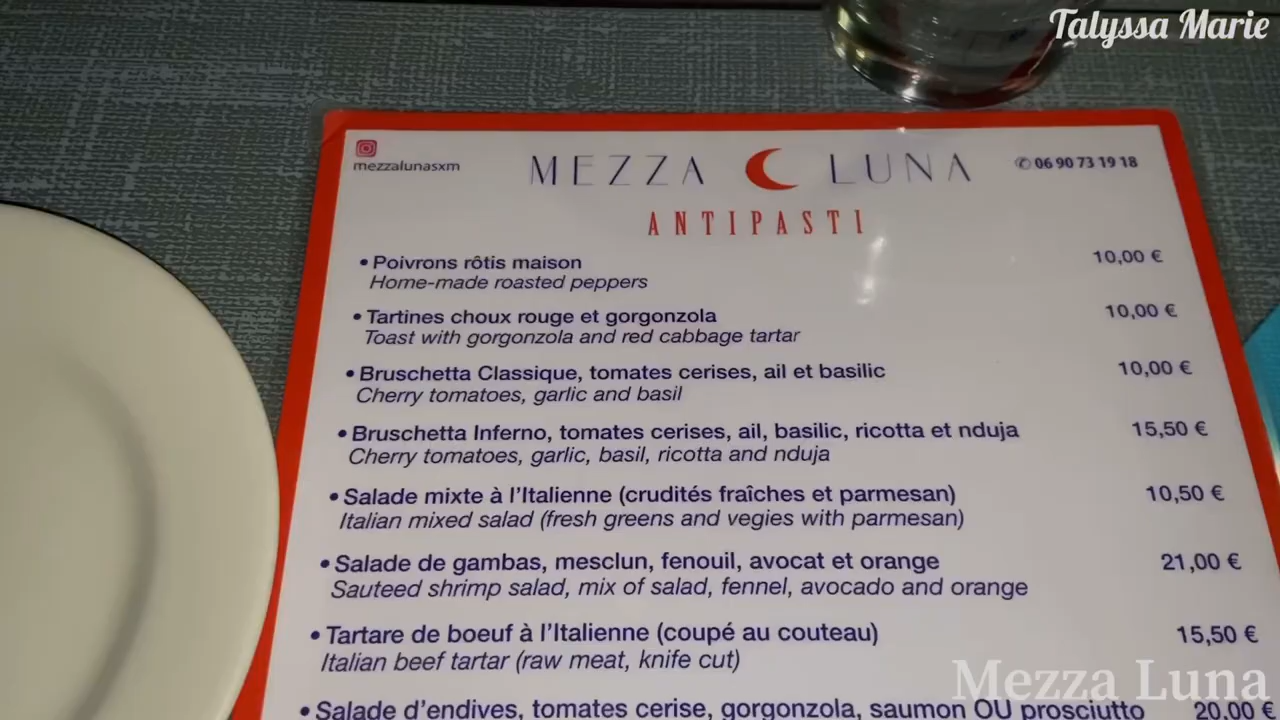 Talyssa Marie
mezzalunasxm
MEZZA LUNA
✆ 06 90 73 19 18
ANTIPASTI
• Poivrons rôtis maison 10,00 €
Home-made roasted peppers
• Tartines choux rouge et gorgonzola 10,00 €
Toast with gorgonzola and red cabbage tartar
• Bruschetta Classique, tomates cerises, ail et basilic 10,00 €
Cherry tomatoes, garlic and basil
• Bruschetta Inferno, tomates cerises, ail, basilic, ricotta et nduja 15,50 €
Cherry tomatoes, garlic, basil, ricotta and nduja
• Salade mixte à l'Italienne (crudités fraîches et parmesan) 10,50 €
Italian mixed salad (fresh greens and vegies with parmesan)
• Salade de gambas, mesclun, fenouil, avocat et orange 21,00 €
Sauteed shrimp salad, mix of salad, fennel, avocado and orange
• Tartare de boeuf à l'Italienne (coupé au couteau) 15,50 €
Italian beef tartar (raw meat, knife cut)
• Salade d'endives, tomates cerise, gorgonzola, saumon OU prosciutto 20,00 €
Mezza Luna